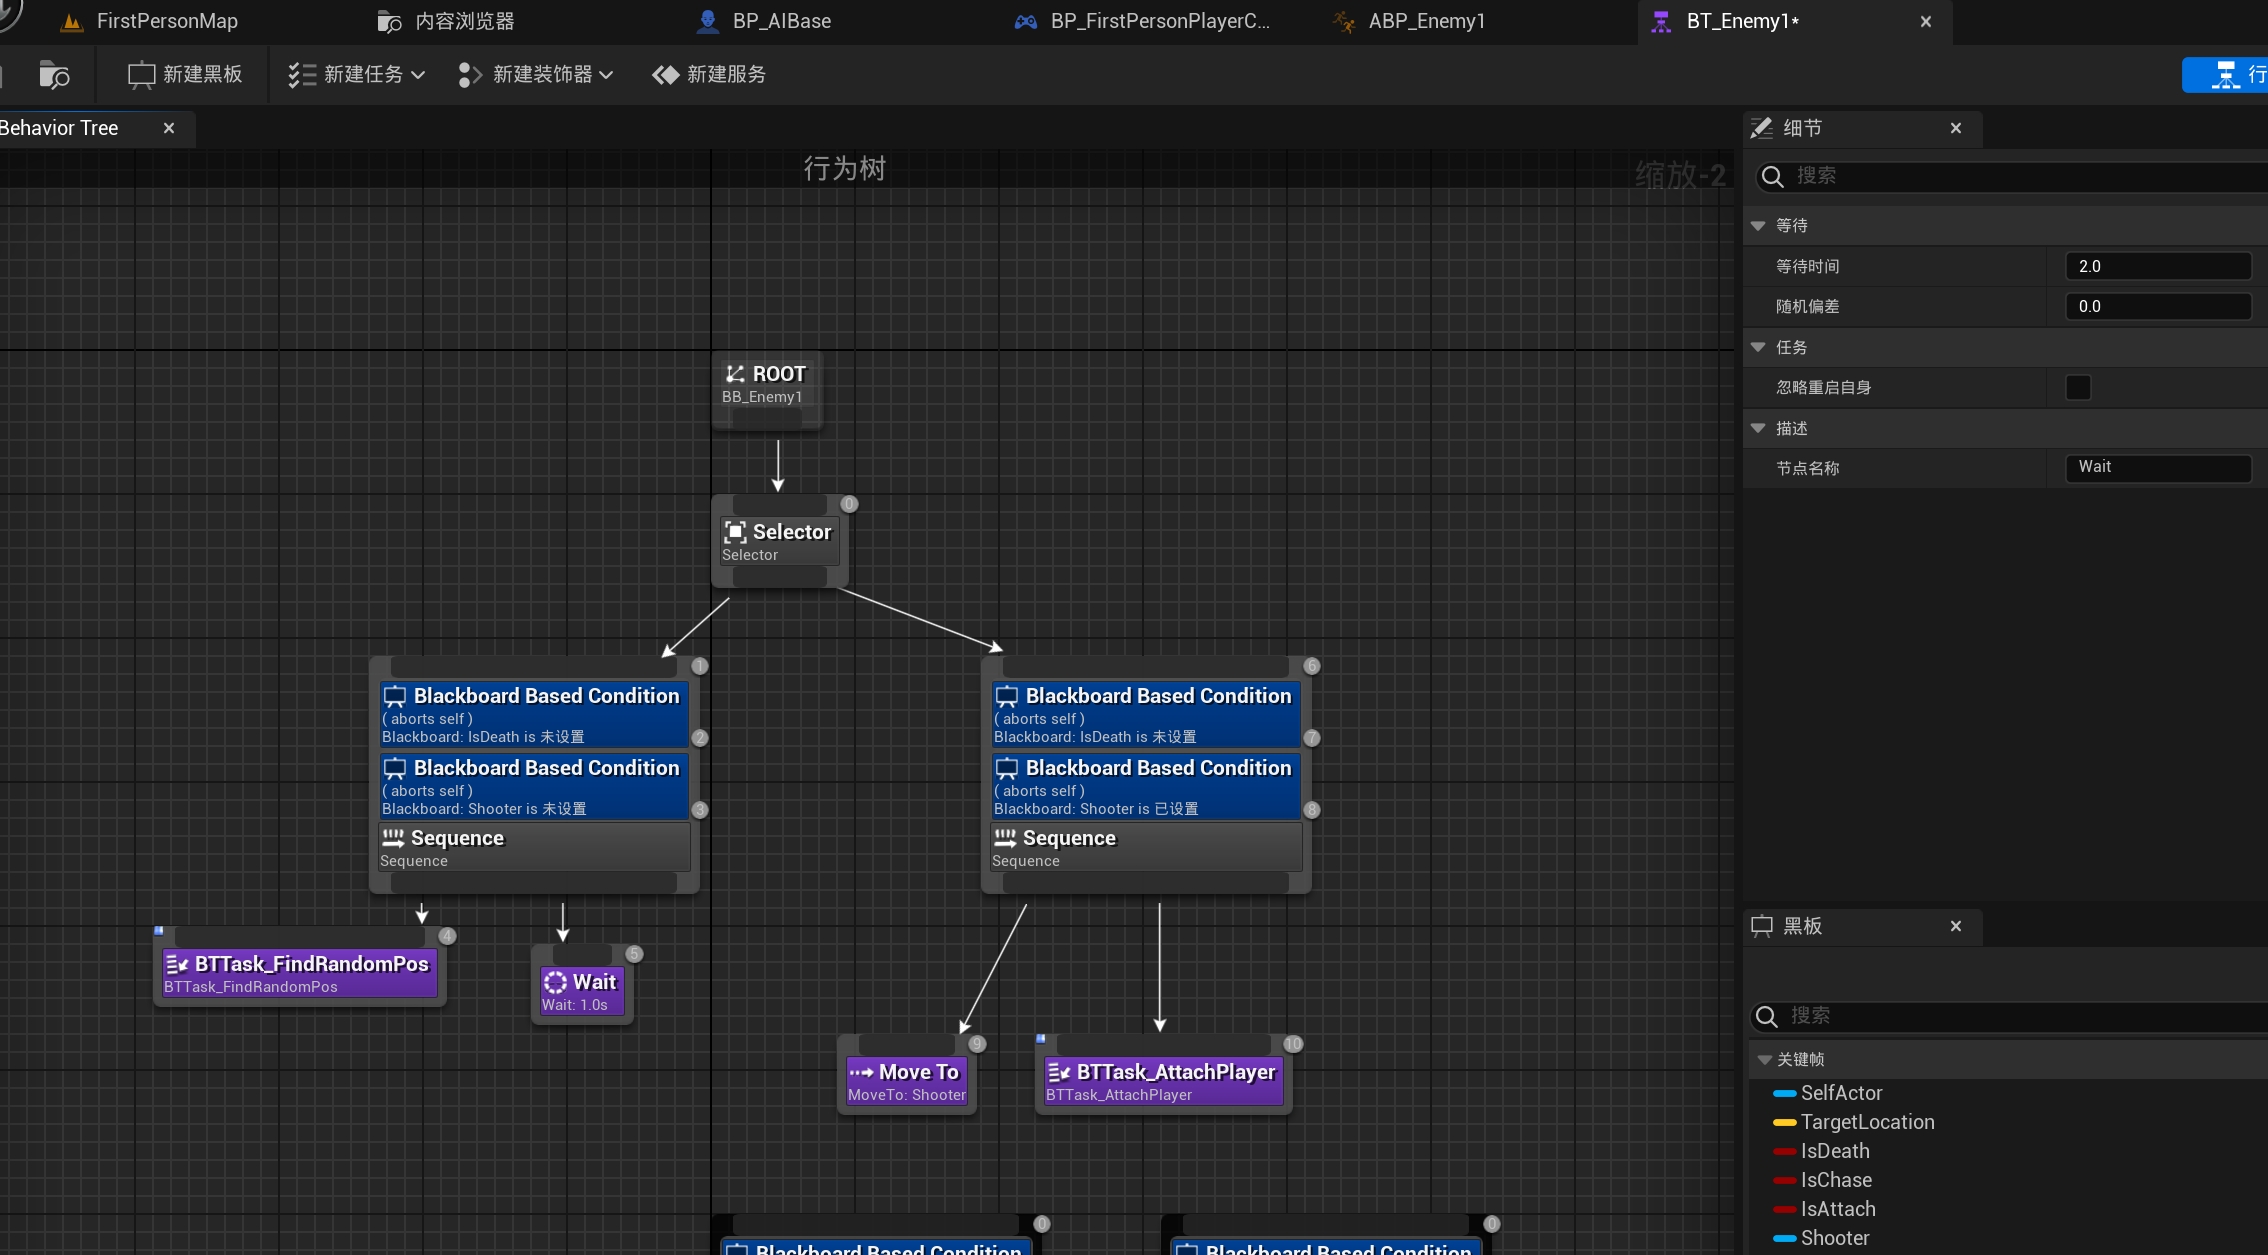 FirstPersonMap
内容浏览器
BP_AIBase
BP_FirstPersonPlayerC...
ABP_Enemy1
BT_Enemy1*
新建黑板
新建任务
新建装饰器
新建服务
行
Behavior Tree
行为树
缩放-2
ROOT
BB_Enemy1
0
Selector
Selector
1
Blackboard Based Condition
( aborts self )
Blackboard: IsDeath is 未设置
2
Blackboard Based Condition
( aborts self )
Blackboard: Shooter is 未设置
3
Sequence
Sequence
6
Blackboard Based Condition
( aborts self )
Blackboard: IsDeath is 未设置
7
Blackboard Based Condition
( aborts self )
Blackboard: Shooter is 已设置
8
Sequence
Sequence
4
BTTask_FindRandomPos
BTTask_FindRandomPos
5
Wait
Wait: 1.0s
9
Move To
MoveTo: Shooter
10
BTTask_AttachPlayer
BTTask_AttachPlayer
0
Blackboard Based Condition
0
Blackboard Based Condition
细节
搜索
等待
等待时间
2.0
随机偏差
0.0
任务
忽略重启自身
描述
节点名称
Wait
黑板
搜索
关键帧
SelfActor
TargetLocation
IsDeath
IsChase
IsAttach
Shooter